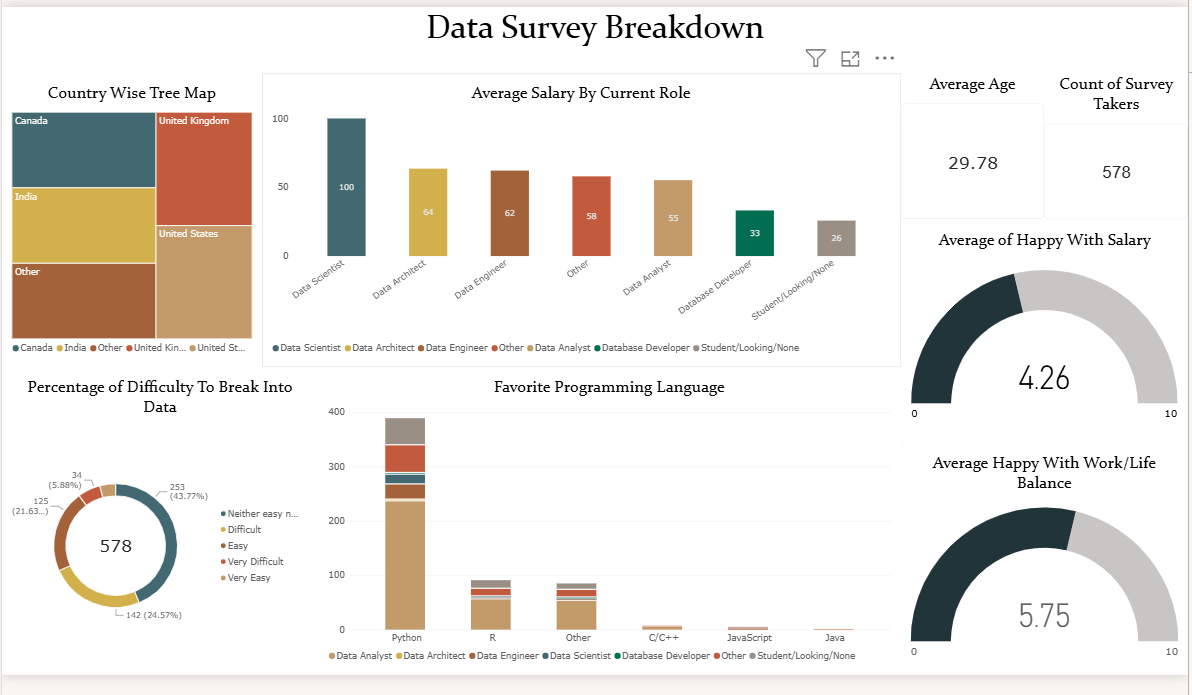 Data Survey Breakdown
Country Wise Tree Map
Canada
United Kingdom
India
United States
Other
Canada India Other United Kin... United St...
Average Salary By Current Role
100
50
0
100
64
62
58
55
33
26
Data Scientist
Data Architect
Data Engineer
Other
Data Analyst
Database Developer
Student/Looking/None
Data Scientist Data Architect Data Engineer Other Data Analyst Database Developer Student/Looking/None
Average Age
29.78
Count of Survey
Takers
578
Average of Happy With Salary
4.26
0
10
Percentage of Difficulty To Break Into
Data
34
(5.88%)
125
(21.63...)
253
(43.77%)
578
142 (24.57%)
Neither easy n...
Difficult
Easy
Very Difficult
Very Easy
Favorite Programming Language
400
300
200
100
0
Python
R
Other
C/C++
JavaScript
Java
Data Analyst Data Architect Data Engineer Data Scientist Database Developer Other Student/Looking/None
Average Happy With Work/Life
Balance
5.75
0
10